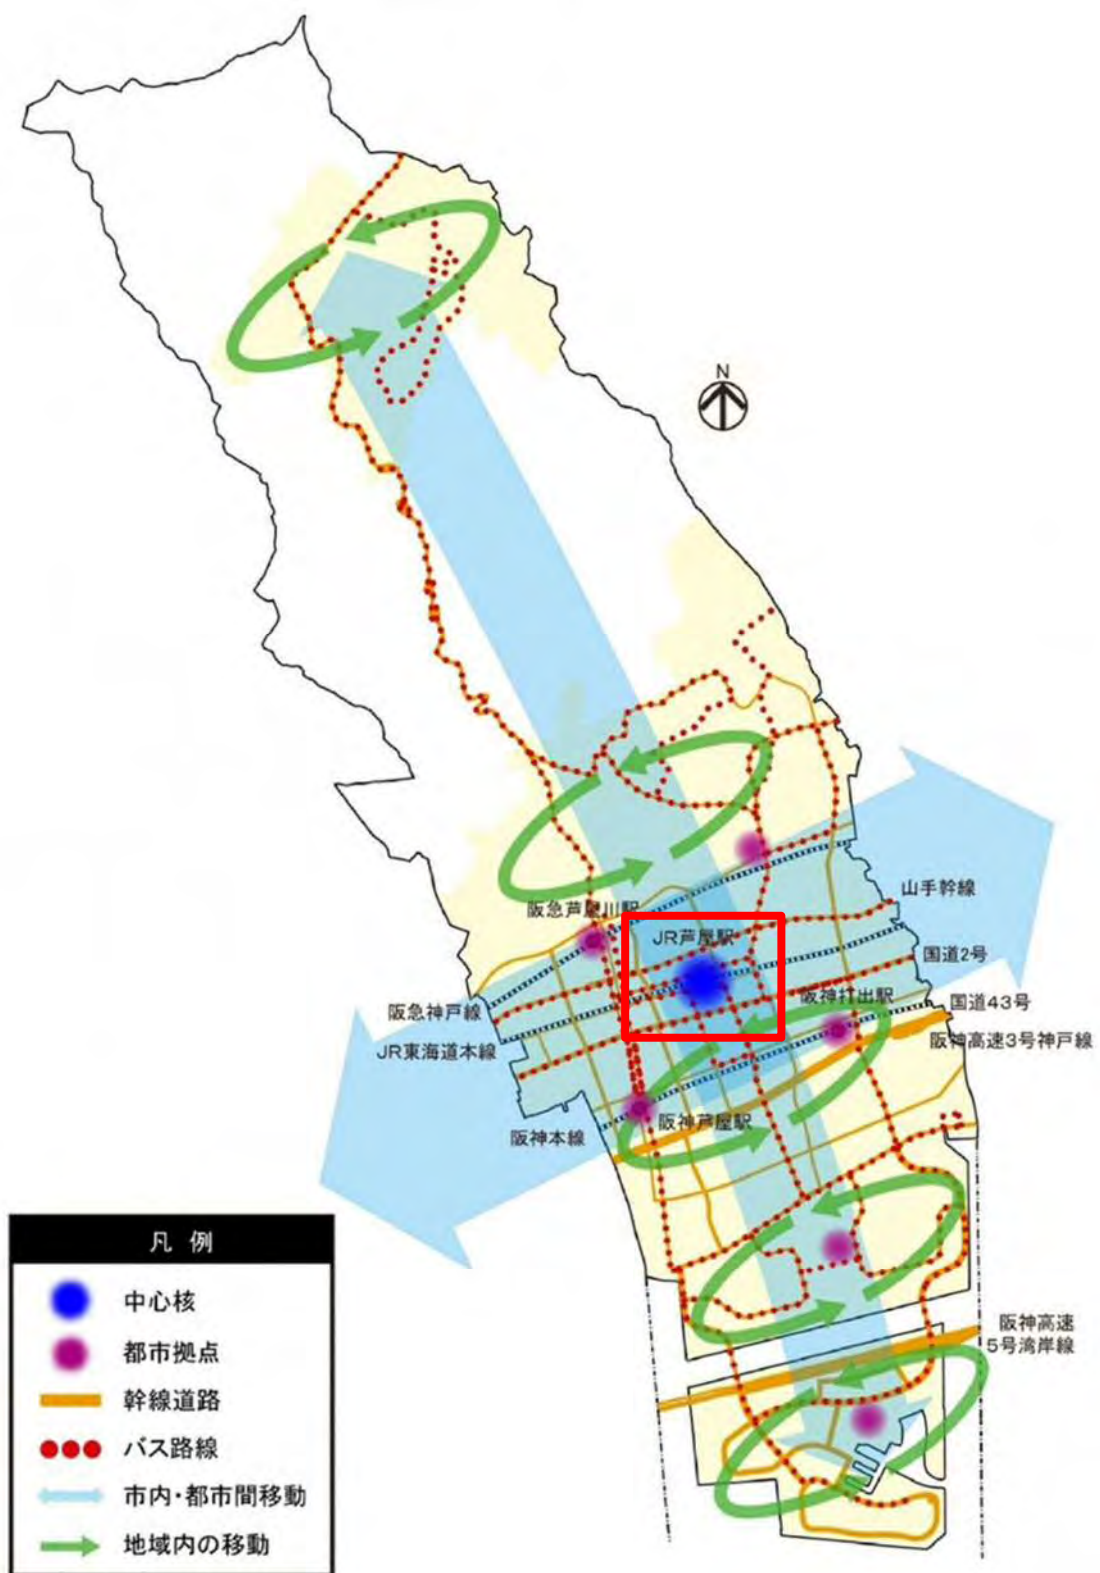 N
山手幹線
阪急芦屋川駅
JR芦屋駅
国道2号
阪神打出駅
国道43号
阪急神戸線
阪神高速3号神戸線
JR東海道本線
阪神芦屋駅
阪神本線
凡 例
中心核
都市拠点
幹線道路
バス路線
市内・都市間移動
地域内の移動
阪神高速
5号湾岸線